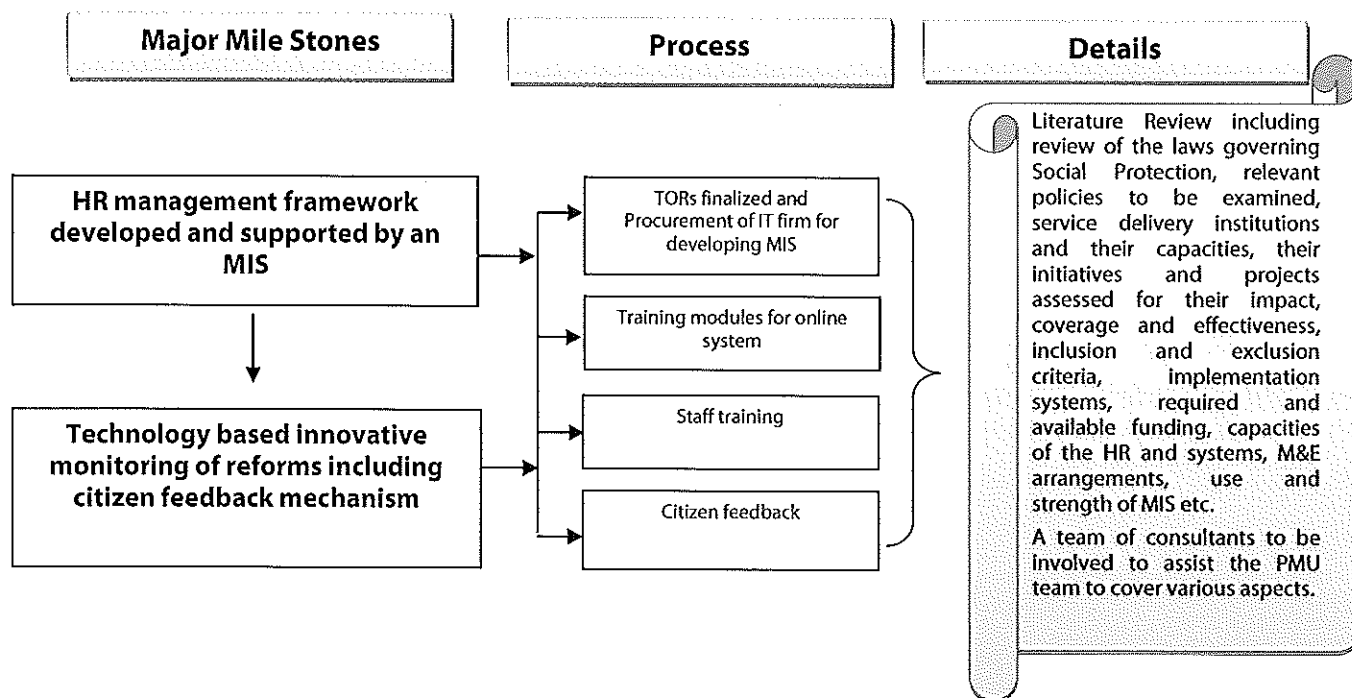 Major Mile Stones
Process
Details
HR management framework
developed and supported by an
MIS
Technology based innovative
monitoring of reforms including
citizen feedback mechanism
TORs finalized and
Procurement of IT firm for
developing MIS
Training modules for online
system
Staff training
Citizen feedback
Literature Review including
review of the laws governing
Social Protection, relevant
policies to be examined,
service delivery institutions
and their capacities, their
initiatives and projects
assessed for their impact,
coverage and effectiveness,
inclusion and exclusion
criteria, implementation
systems, required and
available funding, capacities
of the HR and systems, M&E
arrangements, use and
strength of MIS etc.
A team of consultants to be
involved to assist the PMU
team to cover various aspects.